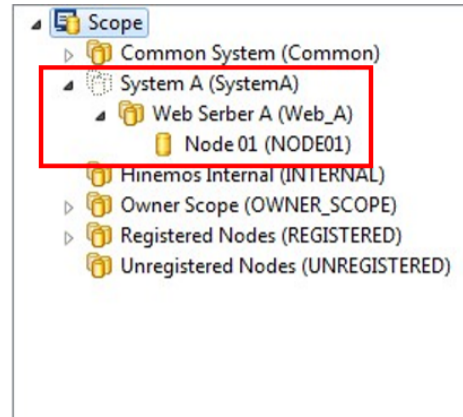 Scope
Common System (Common)
System A (SystemA)
Web Serber A (Web_A)
Node 01 (NODE01)
Hinemos Internal (INTERNAL)
Owner Scope (OWNER_SCOPE)
Registered Nodes (REGISTERED)
Unregistered Nodes (UNREGISTERED)